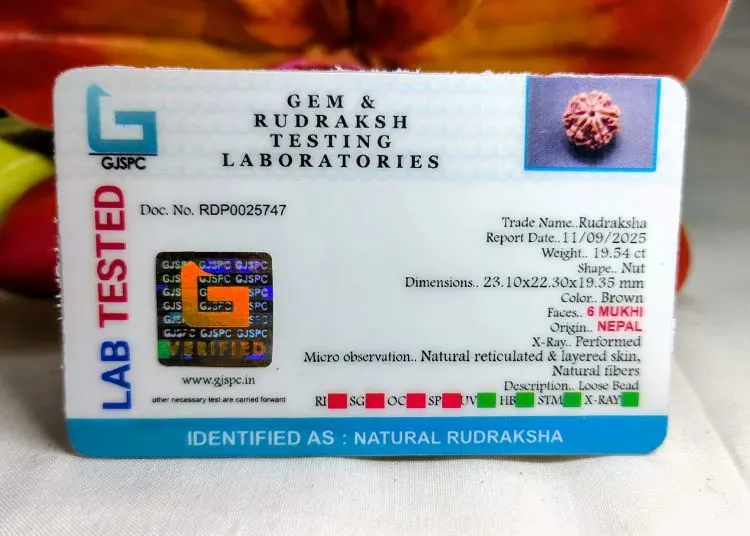 GJSPC
GEM &
RUDRAKSH
TESTING
LABORATORIES
LAB TESTED
Doc. No. RDP0025747
GJSPC GJSPC GJSPC
VERIFIED
www.gjspc.in
other necessary test are carried forward
Trade Name..Rudraksha
Report Date..11/09/2025
Weight.. 19.54 ct
Shape.. Nut
Dimensions.. 23.10x22.30x19.35 mm
Color.. Brown
Faces.. 6 MUKHI
Origin.. NEPAL
X-Ray.. Performed
Micro observation.. Natural reticulated & layered skin,
Natural fibers
Description.. Loose Bead
RI SG OC SP UV HB STM X-RAY
IDENTIFIED AS : NATURAL RUDRAKSHA